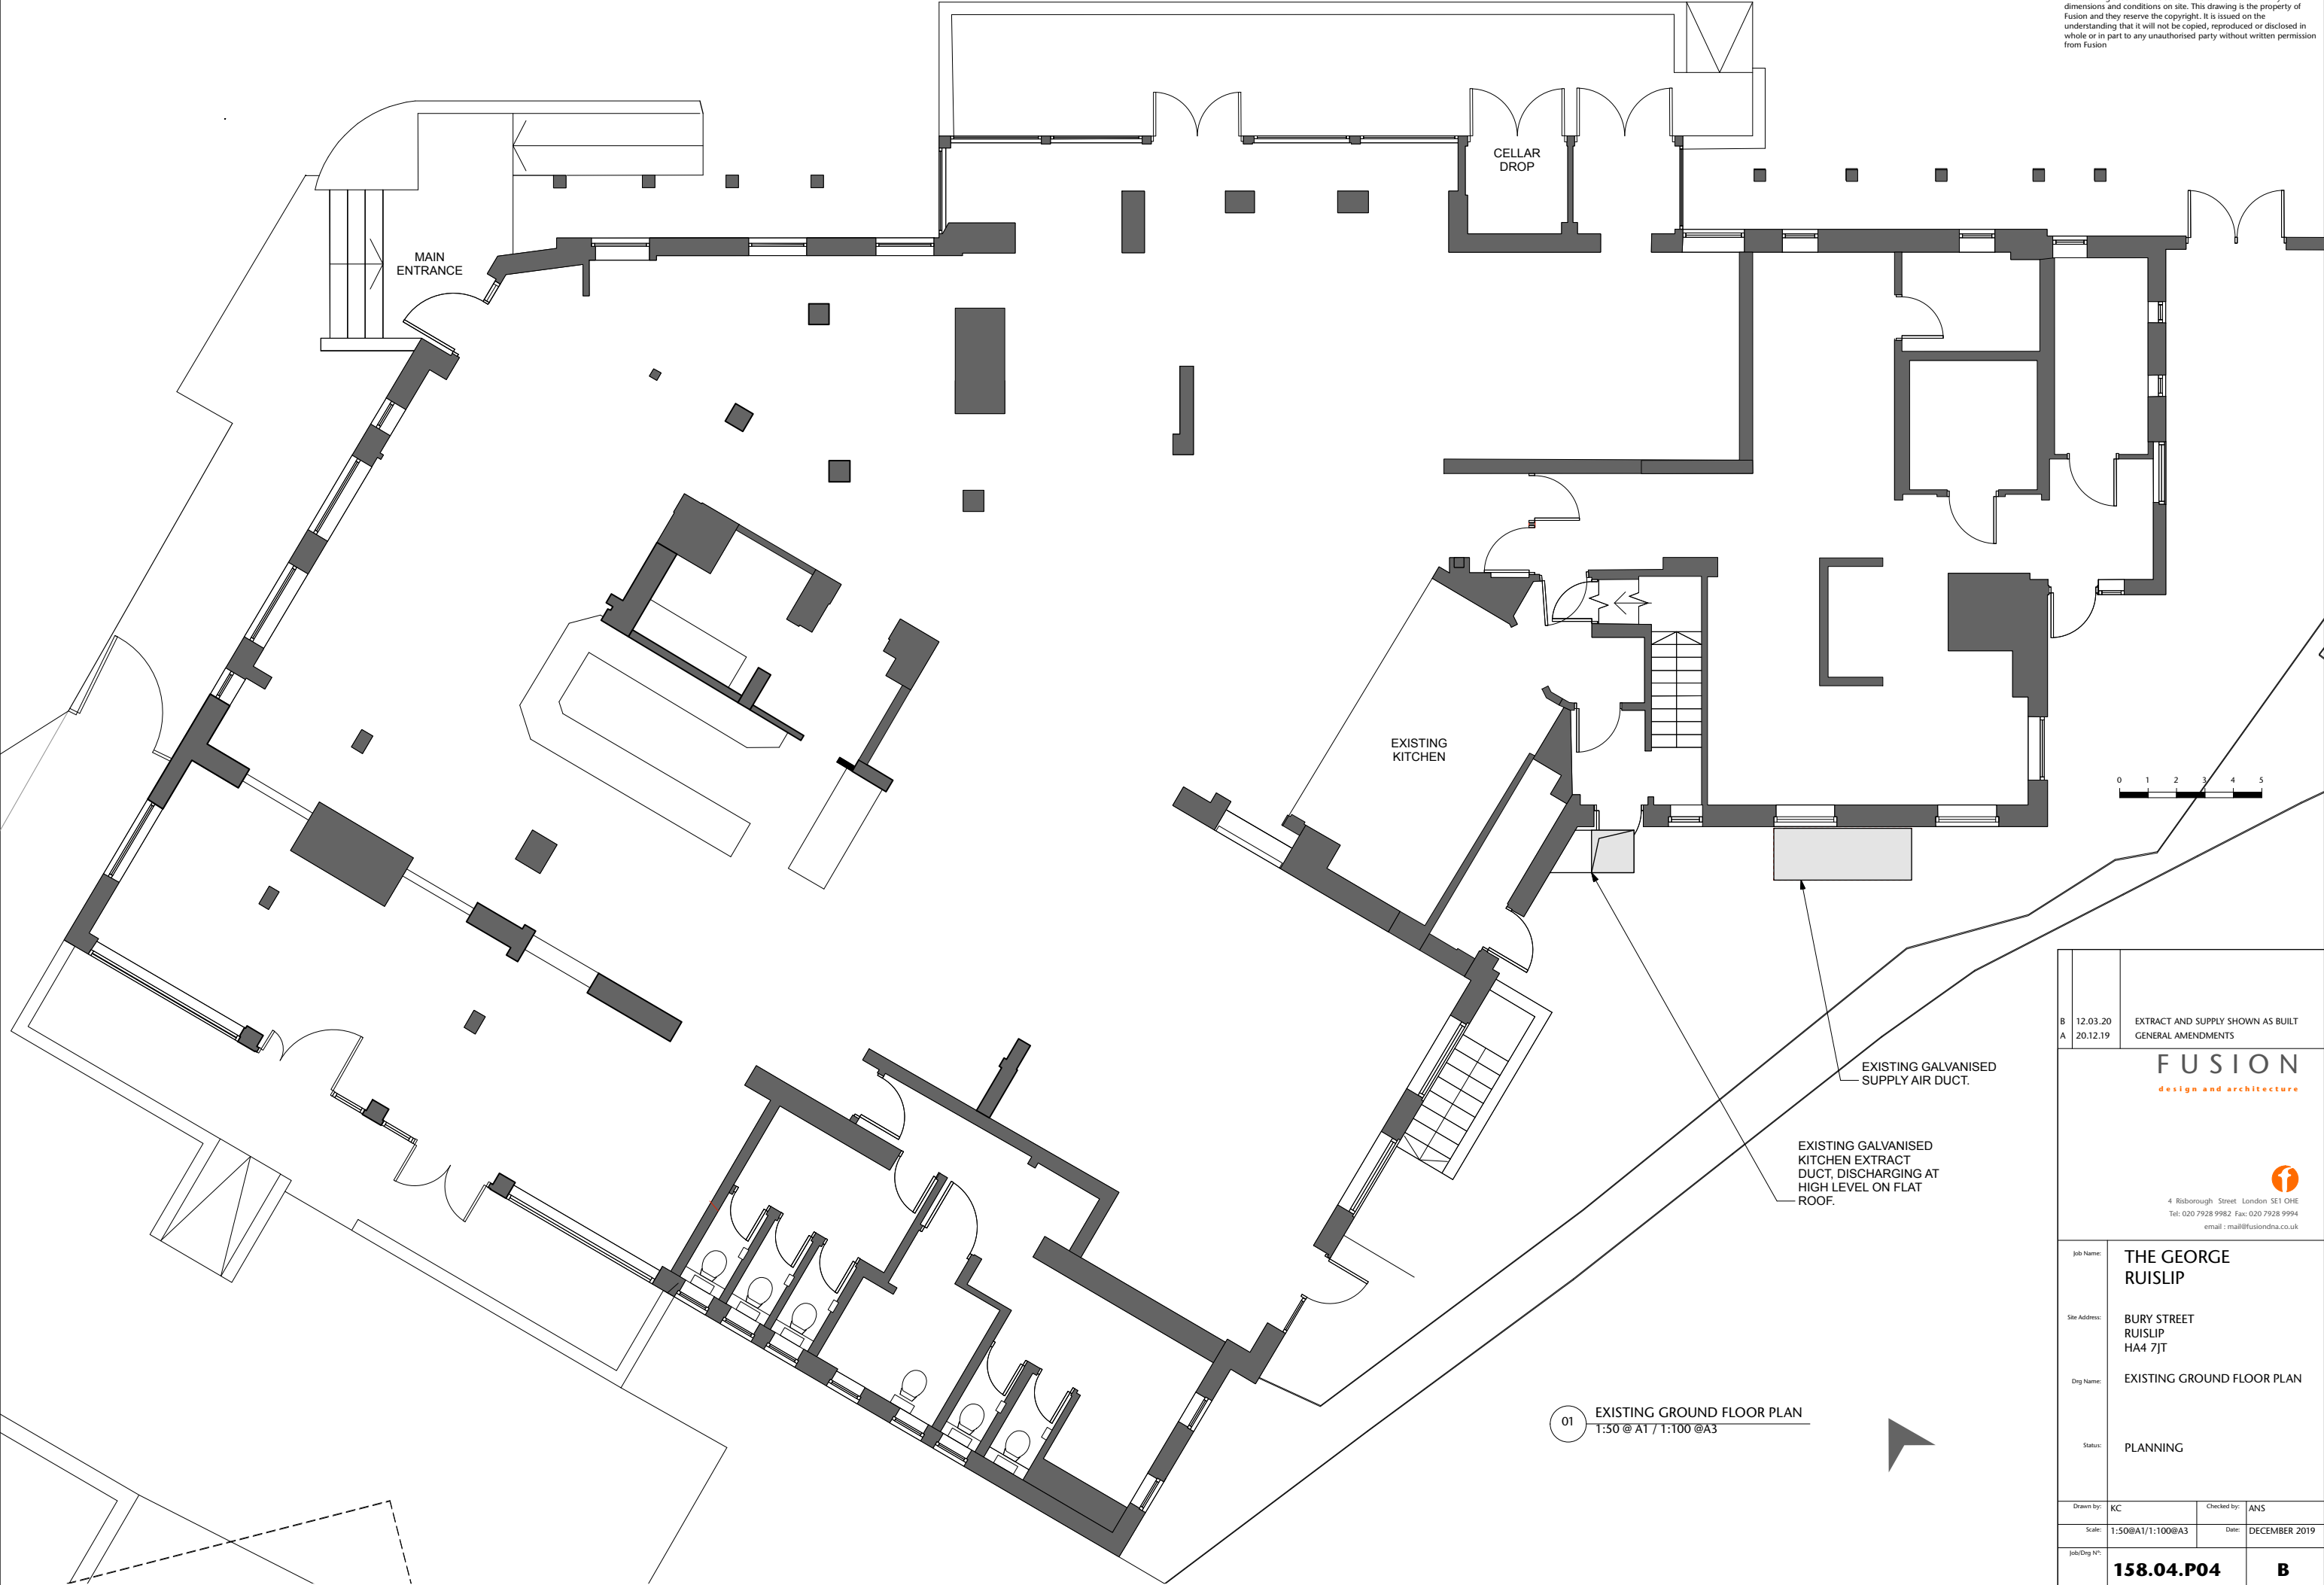 dimensions and conditions on site. This drawing is the property of
Fusion and they reserve the copyright. It is issued on the
understanding that it will not be copied, reproduced or disclosed in
whole or in part to any unauthorised party without written permission
from Fusion
CELLAR
DROP
MAIN
ENTRANCE
EXISTING
KITCHEN
0 1 2 3 4 5
B 12.03.20 EXTRACT AND SUPPLY SHOWN AS BUILT
A 20.12.19 GENERAL AMENDMENTS
EXISTING GALVANISED
SUPPLY AIR DUCT.
EXISTING GALVANISED
KITCHEN EXTRACT
DUCT, DISCHARGING AT
HIGH LEVEL ON FLAT
ROOF.
FUSION
design and architecture
f
4 Risborough Street London SE1 0HE
Tel: 020 7928 9982 Fax: 020 7928 9994
email : mail@fusiondna.co.uk
Job Name: THE GEORGE
RUISLIP
Site Address: BURY STREET
RUISLIP
HA4 7JT
Drg Name: EXISTING GROUND FLOOR PLAN
01 EXISTING GROUND FLOOR PLAN
1:50 @ A1 / 1:100 @A3
Status: PLANNING
Drawn by: KC Checked by: ANS
Scale: 1:50@A1/1:100@A3 Date: DECEMBER 2019
Job/Drg Nº: 158.04.P04 B